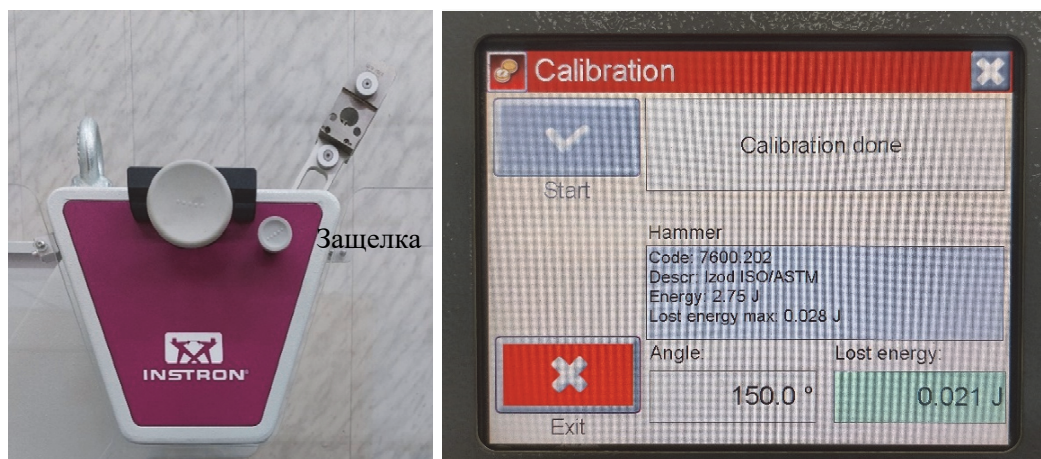 Защелка
INSTRON
Calibration
Calibration done
Start
Hammer
Code: 7600.202
Descr: Izod ISO/ASTM
Energy: 2.75 J
Lost energy max: 0.028 J
Angle:
Lost energy:
150.0 °
0.021 J
Exit